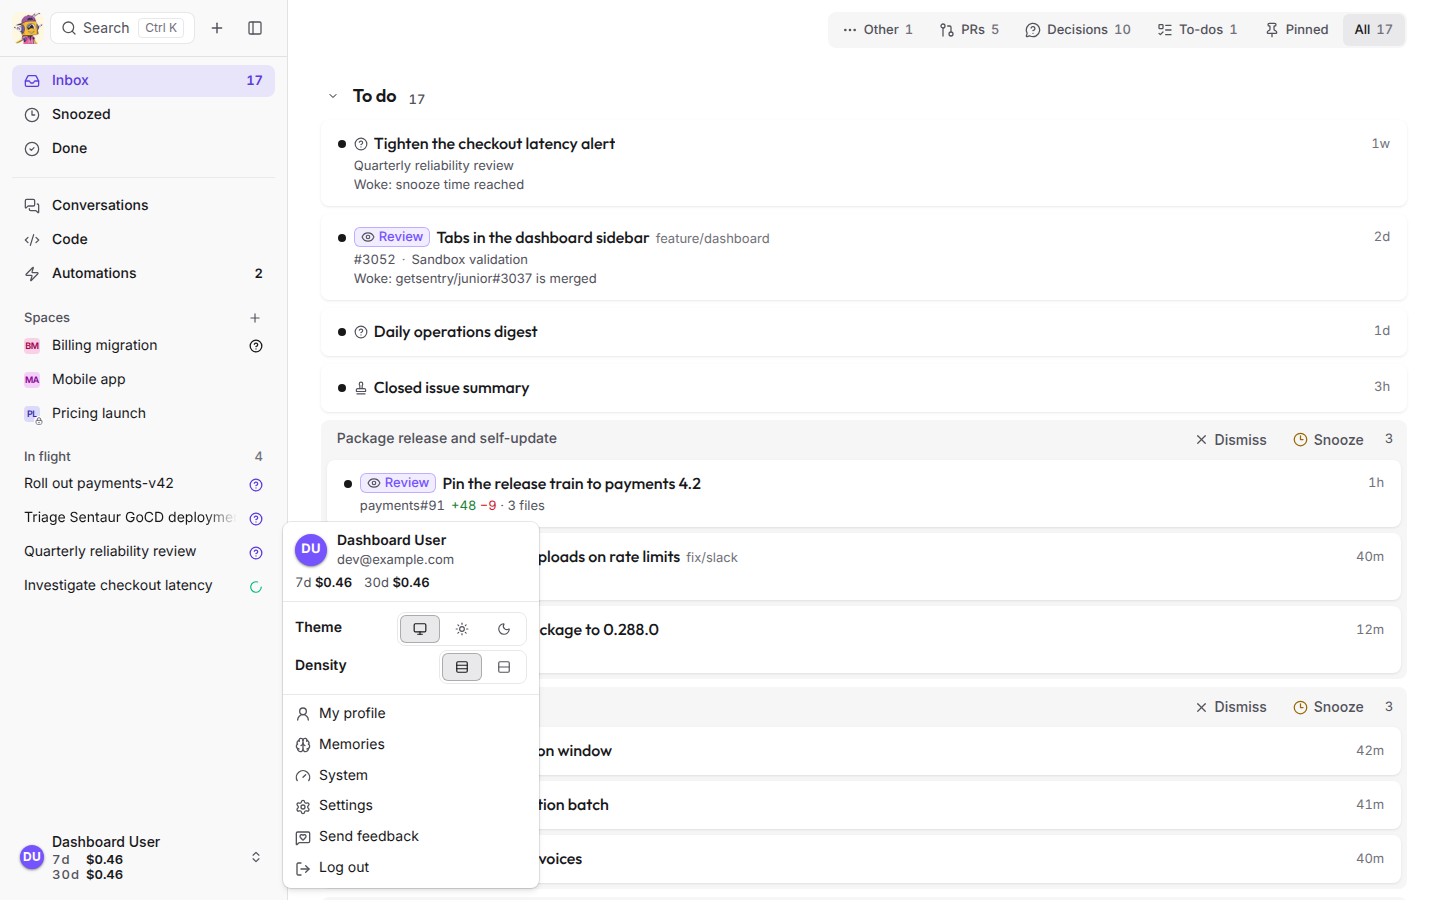 Search Ctrl K
Inbox 17
Snoozed
Done
Conversations
Code
Automations 2
Spaces
BM Billing migration
MA Mobile app
PL Pricing launch
In flight 4
Roll out payments-v42
Triage Sentaur GoCD deployme
Quarterly reliability review
Investigate checkout latency
DU Dashboard User
7d $0.46
30d $0.46
Other 1 PRs 5 Decisions 10 To-dos 1 Pinned All 17
To do 17
Tighten the checkout latency alert 1w
Quarterly reliability review
Woke: snooze time reached
Review Tabs in the dashboard sidebar feature/dashboard 2d
#3052 · Sandbox validation
Woke: getsentry/junior#3037 is merged
Daily operations digest 1d
Closed issue summary 3h
Package release and self-update Dismiss Snooze 3
Review Pin the release train to payments 4.2 1h
payments#91 +48 −9 · 3 files
ploads on rate limits fix/slack 40m
ckage to 0.288.0 12m
Dismiss Snooze 3
on window 42m
tion batch 41m
voices 40m
DU Dashboard User
dev@example.com
7d $0.46 30d $0.46
Theme
Density
My profile
Memories
System
Settings
Send feedback
Log out